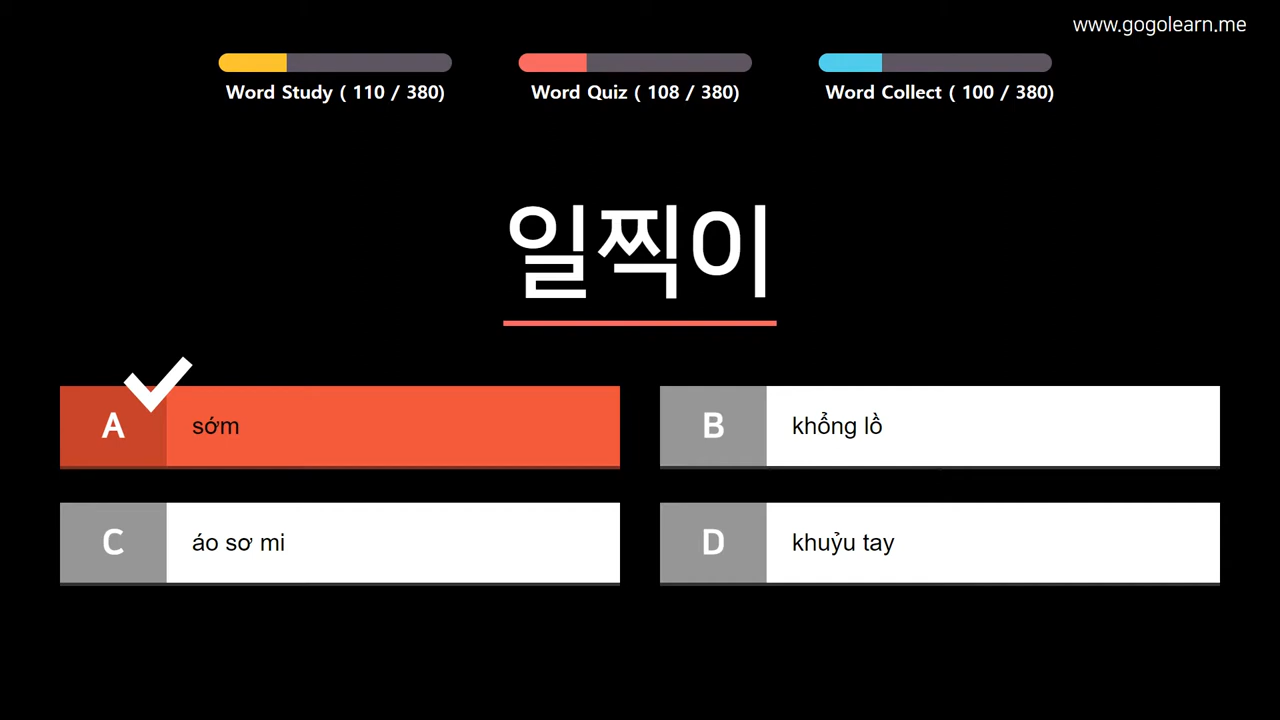 www.gogolearn.me
Word Study ( 110 / 380)
Word Quiz ( 108 / 380)
Word Collect ( 100 / 380)
일찍이
A
sớm
B
khổng lồ
C
áo sơ mi
D
khuỷu tay